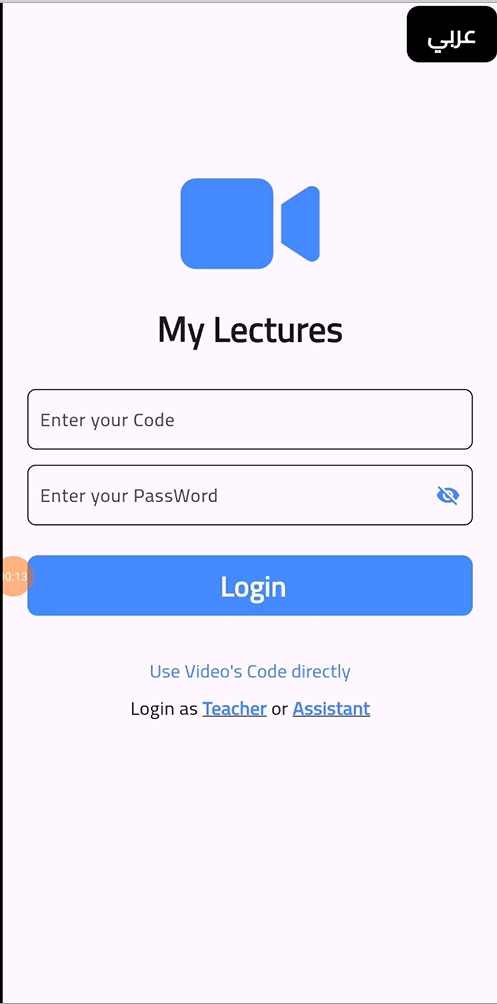 عربي
My Lectures
Enter your Code
Enter your PassWord
00:13
Login
Use Video's Code directly
Login as Teacher or Assistant